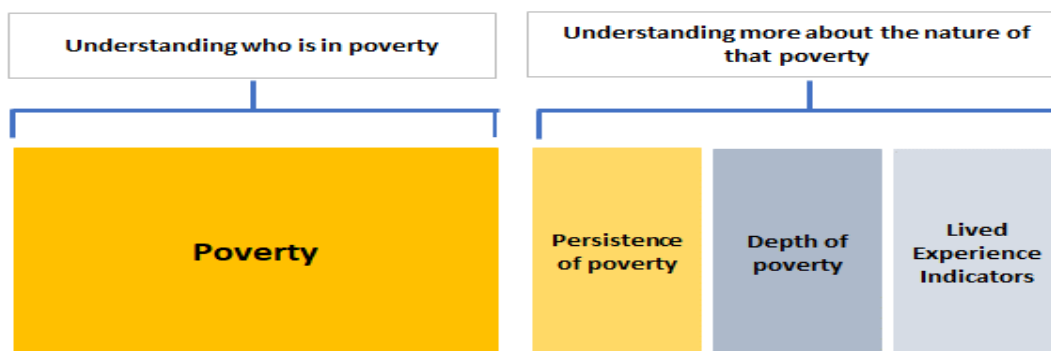 Understanding who is in poverty
Understanding more about the nature of
that poverty
Poverty
Persistence
of poverty
Depth of
poverty
Lived
Experience
Indicators